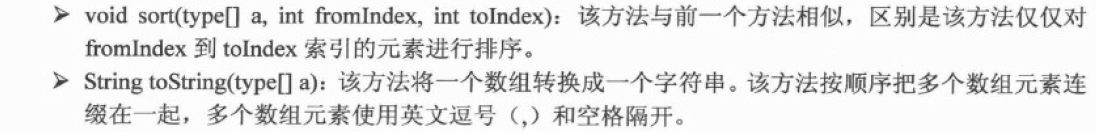 ➢ void sort(type[] a, int fromIndex, int toIndex)：该方法与前一个方法相似，区别是该方法仅仅对
fromIndex 到 toIndex 索引的元素进行排序。
➢ String toString(type[] a)：该方法将一个数组转换成一个字符串。该方法按顺序把多个数组元素连
缀在一起，多个数组元素使用英文逗号（,）和空格隔开。